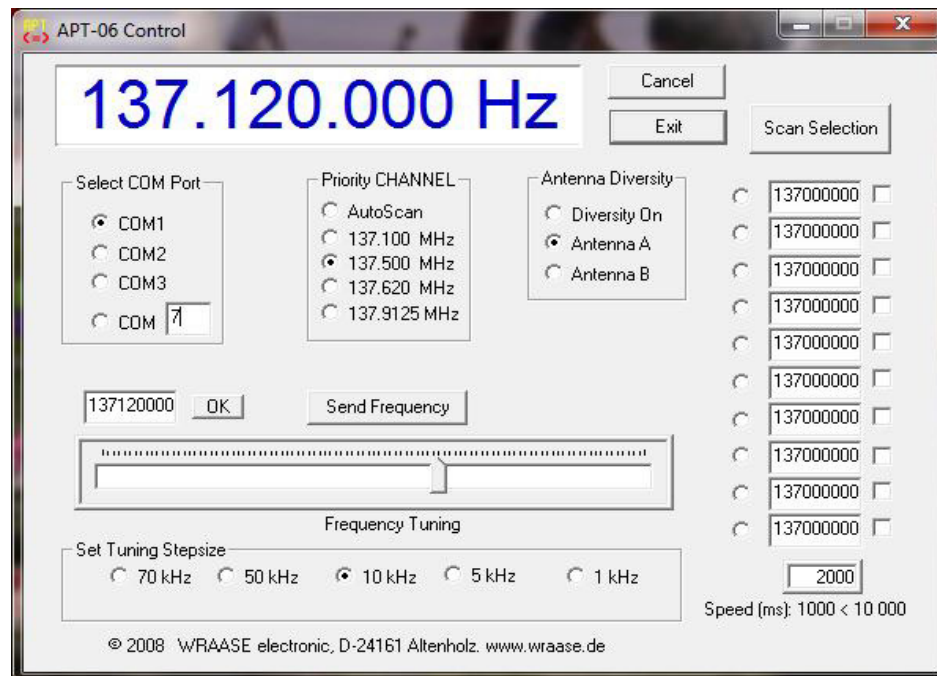 APT-06 Control
137.120.000 Hz
Cancel
Exit
Scan Selection
Select COM Port
COM1
COM2
COM3
COM 7
Priority CHANNEL
AutoScan
137.100 MHz
137.500 MHz
137.620 MHz
137.9125 MHz
Antenna Diversity
Diversity On
Antenna A
Antenna B
137000000
137000000
137000000
137000000
137000000
137000000
137000000
137000000
137000000
137000000
2000
Speed (ms): 1000 < 10 000
137120000 OK
Send Frequency
Frequency Tuning
Set Tuning Stepsize
70 kHz 50 kHz 10 kHz 5 kHz 1 kHz
© 2008 WRAASE electronic, D-24161 Altenholz. www.wraase.de